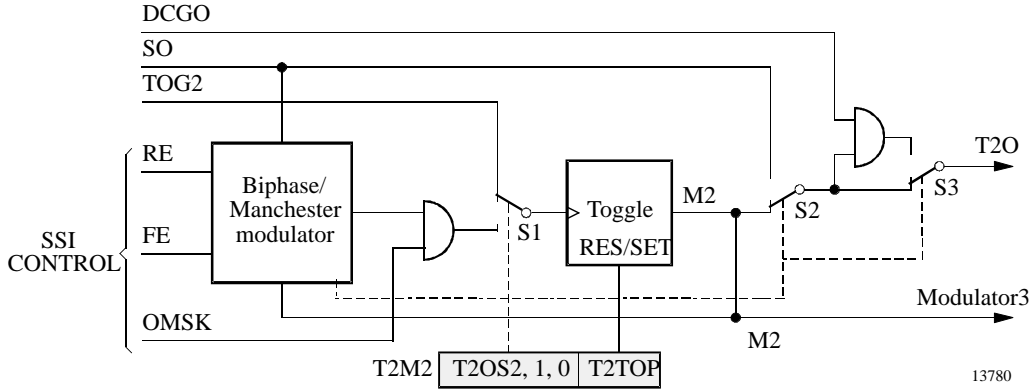 DCGO
SO
TOG2
RE
T2O
Biphase/
Manchester
modulator
M2
Toggle
S2
S3
S1
SSI
CONTROL
FE
RES/SET
OMSK
Modulator3
M2
T2M2
T2OS2, 1, 0
T2TOP
13780